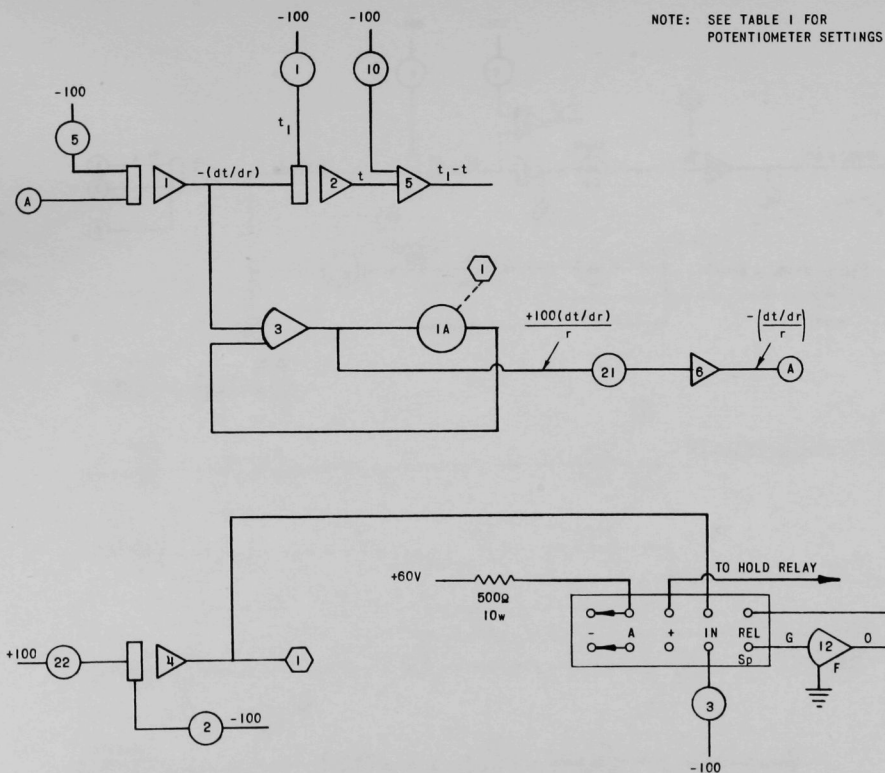 NOTE: SEE TABLE I FOR
POTENTIOMETER SETTINGS
-100
-100
1
10
-100
5
t₁
A
1
-(dt/dr)
2
t
5
t₁-t
1
3
1A
+100(dt/dr)
r
21
6
-(dt/dr)
r
A
+60V
500Ω
10w
TO HOLD RELAY
- A + IN REL
Sp
G
12
O
F
+100
22
4
1
2
-100
3
-100